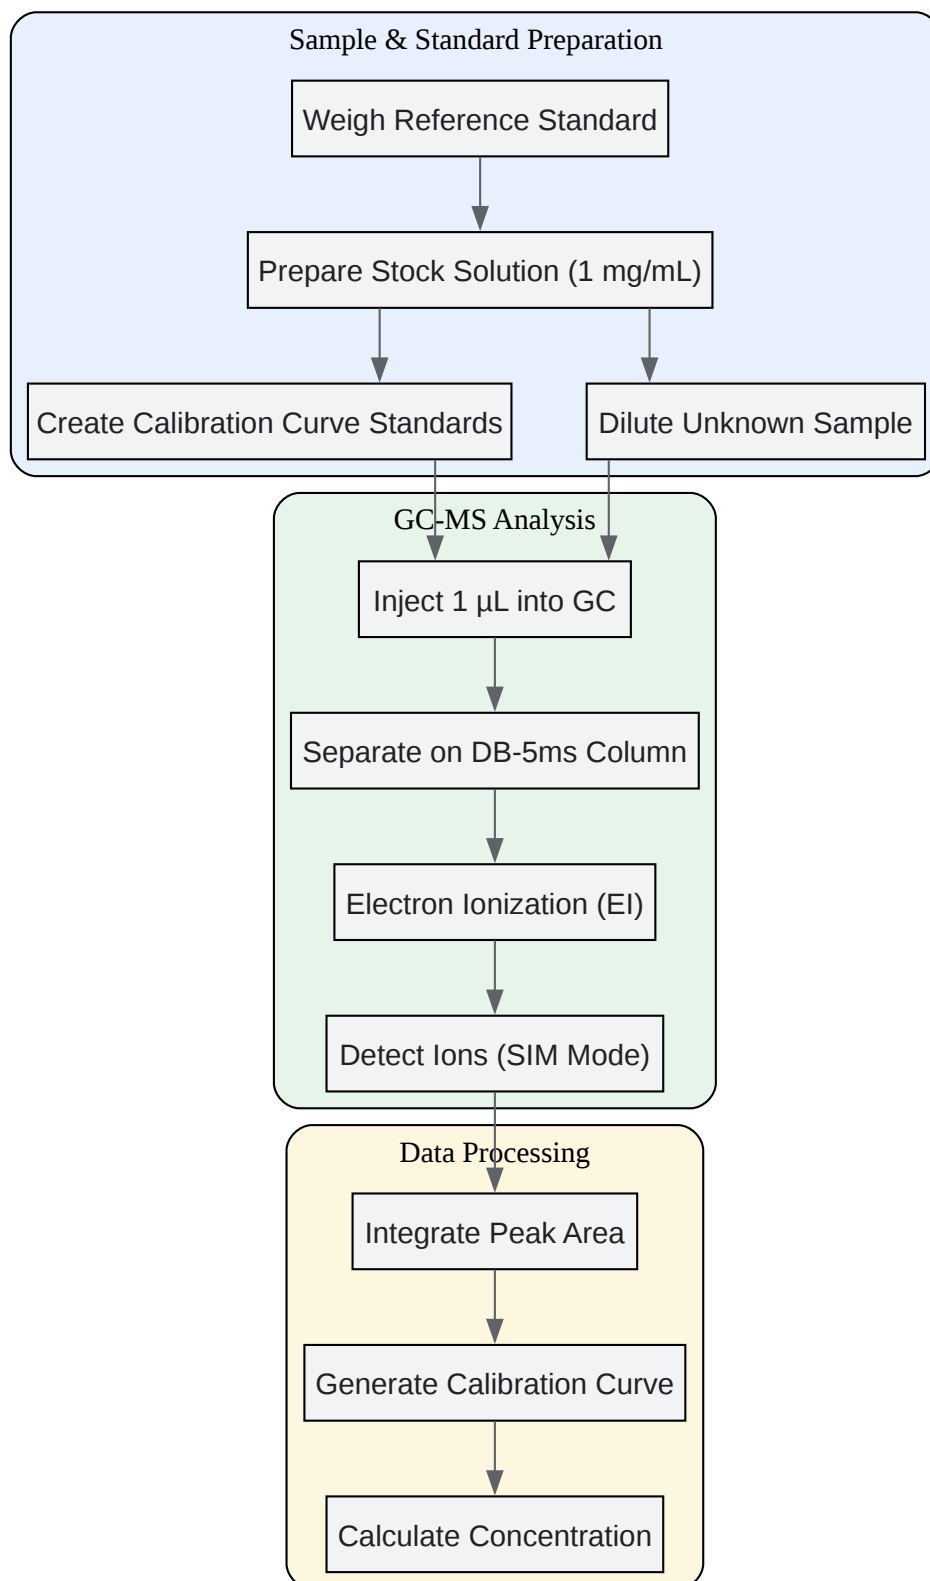 Sample & Standard Preparation
Weigh Reference Standard
Prepare Stock Solution (1 mg/mL)
Create Calibration Curve Standards
Dilute Unknown Sample
GC-MS Analysis
Inject 1 µL into GC
Separate on DB-5ms Column
Electron Ionization (EI)
Detect Ions (SIM Mode)
Data Processing
Integrate Peak Area
Generate Calibration Curve
Calculate Concentration